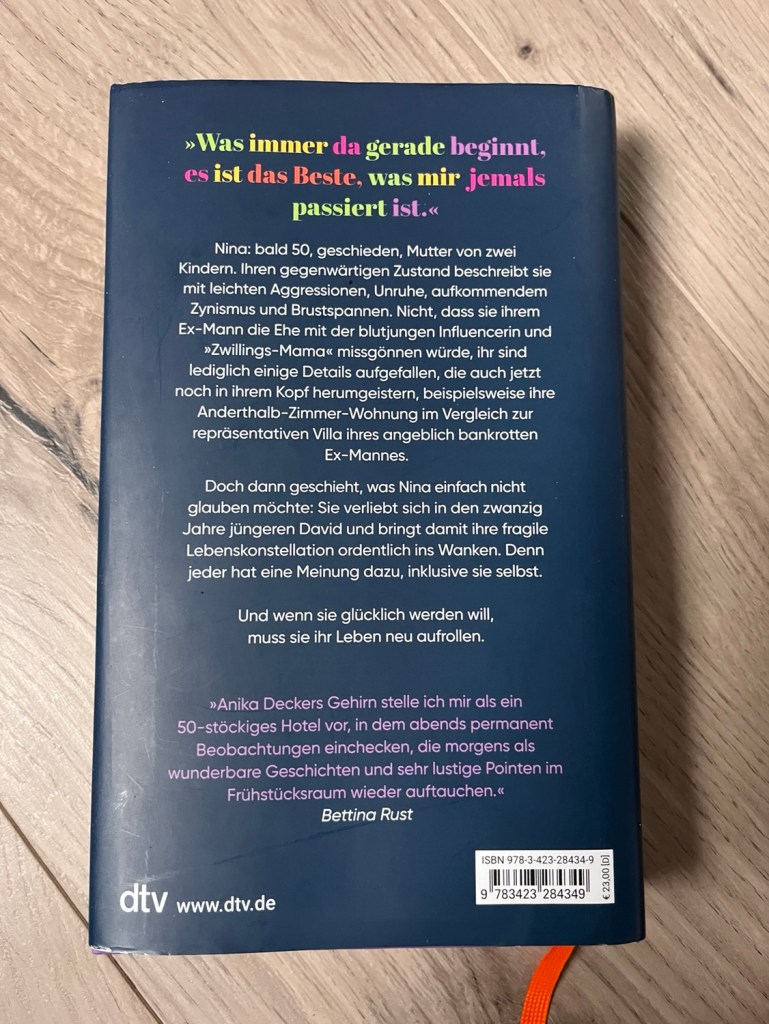 »Was immer da gerade beginnt,
es ist das Beste, was mir jemals
passiert ist.«
Nina: bald 50, geschieden, Mutter von zwei
Kindern. Ihren gegenwärtigen Zustand beschreibt sie
mit leichten Aggressionen, Unruhe, aufkommendem
Zynismus und Brustspannen. Nicht, dass sie ihrem
Ex-Mann die Ehe mit der blutjungen Influencerin und
»Zwillings-Mama« missgönnen würde, ihr sind
lediglich einige Details aufgefallen, die auch jetzt
noch in ihrem Kopf herumgeistern, beispielsweise ihre
Anderthalb-Zimmer-Wohnung im Vergleich zur
repräsentativen Villa ihres angeblich bankrotten
Ex-Mannes.
Doch dann geschieht, was Nina einfach nicht
glauben möchte: Sie verliebt sich in den zwanzig
Jahre jüngeren David und bringt damit ihre fragile
Lebenskonstellation ordentlich ins Wanken. Denn
jeder hat eine Meinung dazu, inklusive sie selbst.
Und wenn sie glücklich werden will,
muss sie ihr Leben neu aufrollen.
»Anika Deckers Gehirn stelle ich mir als ein
50-stöckiges Hotel vor, in dem abends permanent
Beobachtungen einchecken, die morgens als
wunderbare Geschichten und sehr lustige Pointen im
Frühstücksraum wieder auftauchen.«
Bettina Rust
dtv www.dtv.de
ISBN 978-3-423-28434-9
9 783423 284349
€ 23,00 [D]